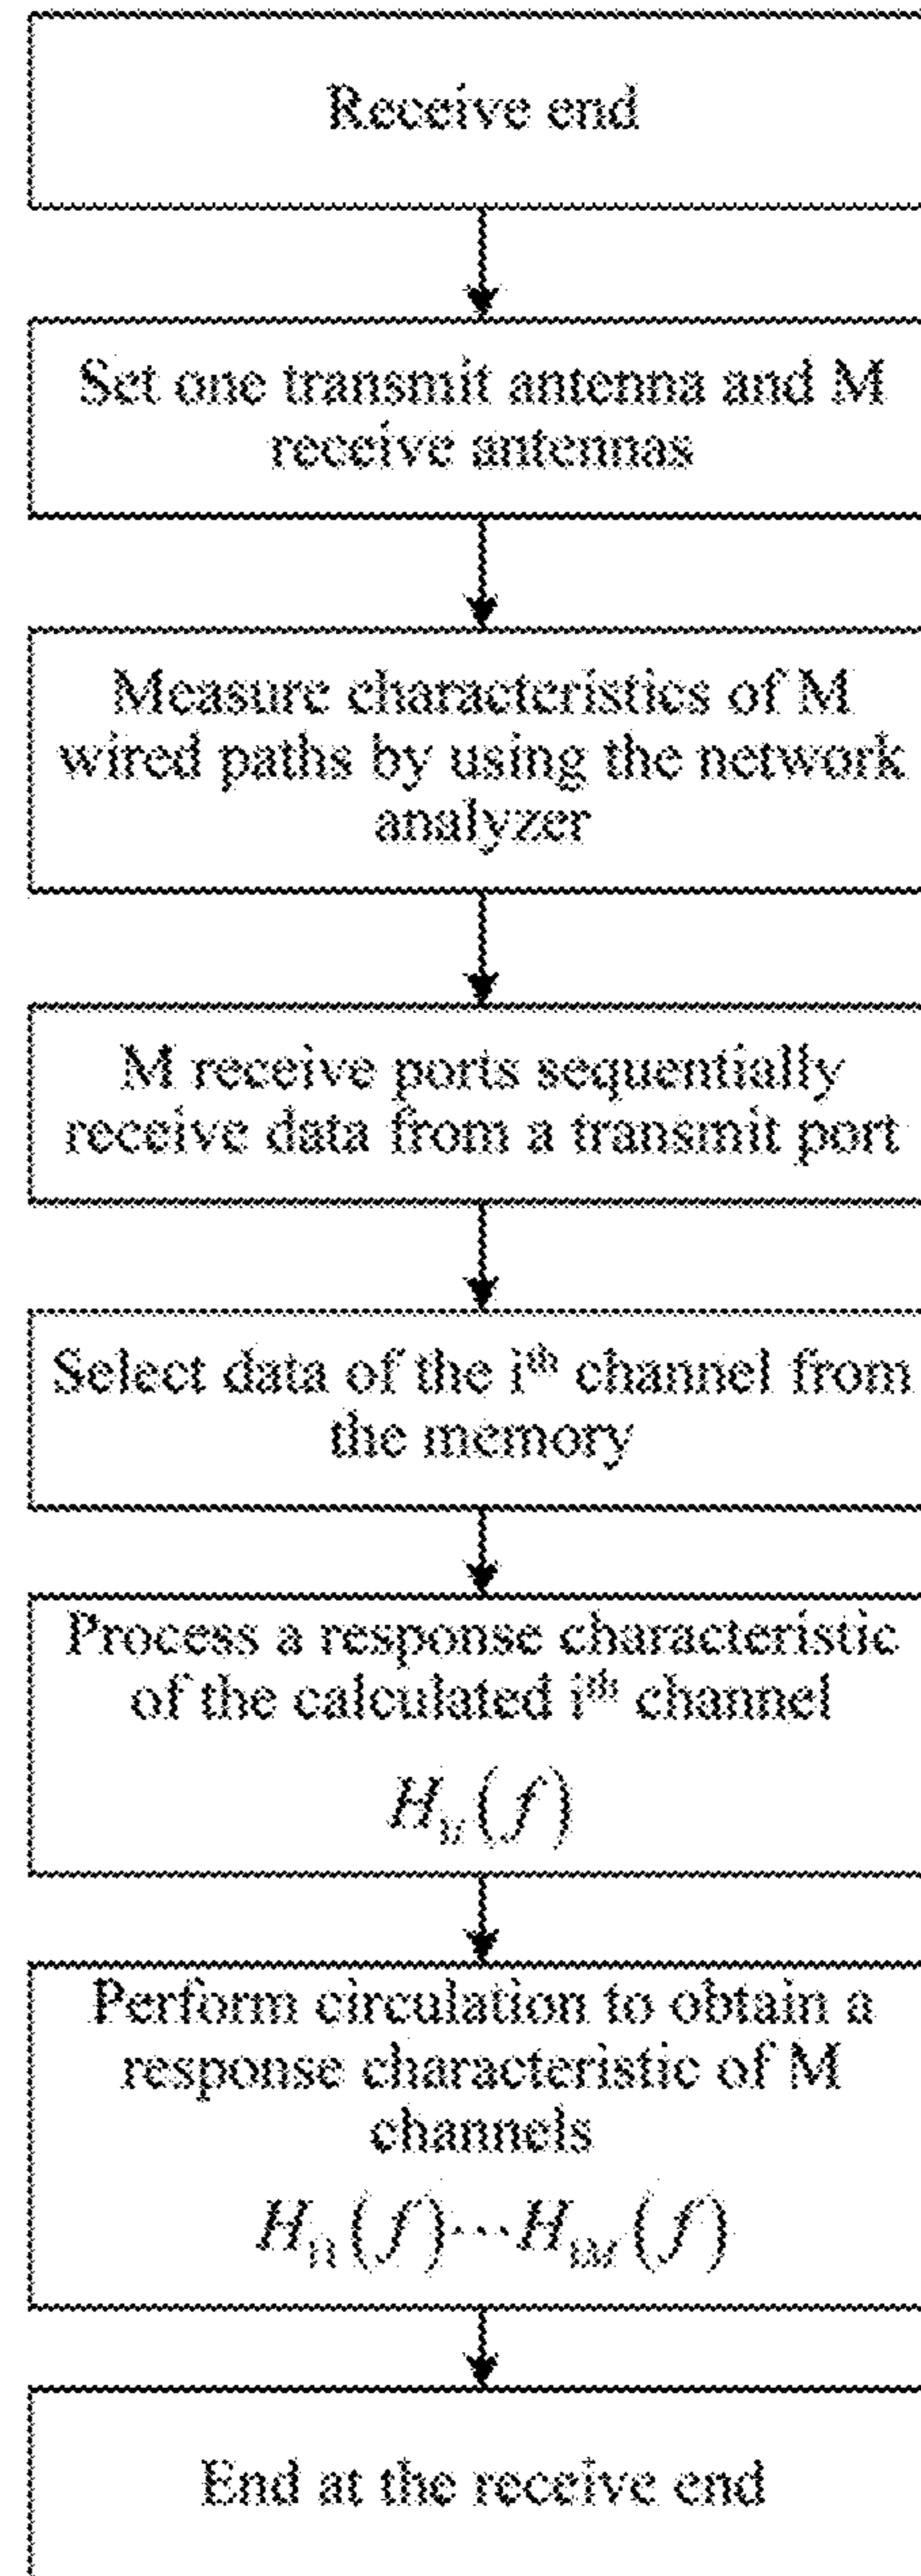 Receive end
Set one transmit antenna and M
receive antennas
Measure characteristics of M
wired paths by using the network
analyzer
M receive ports sequentially
receive data from a transmit port
Select data of the iᵗʰ channel from
the memory
Process a response characteristic
of the calculated iᵗʰ channel
H₁ᵢ(f)
Perform circulation to obtain a
response characteristic of M
channels
H₁₁(f)···H₁M(f)
End at the receive end